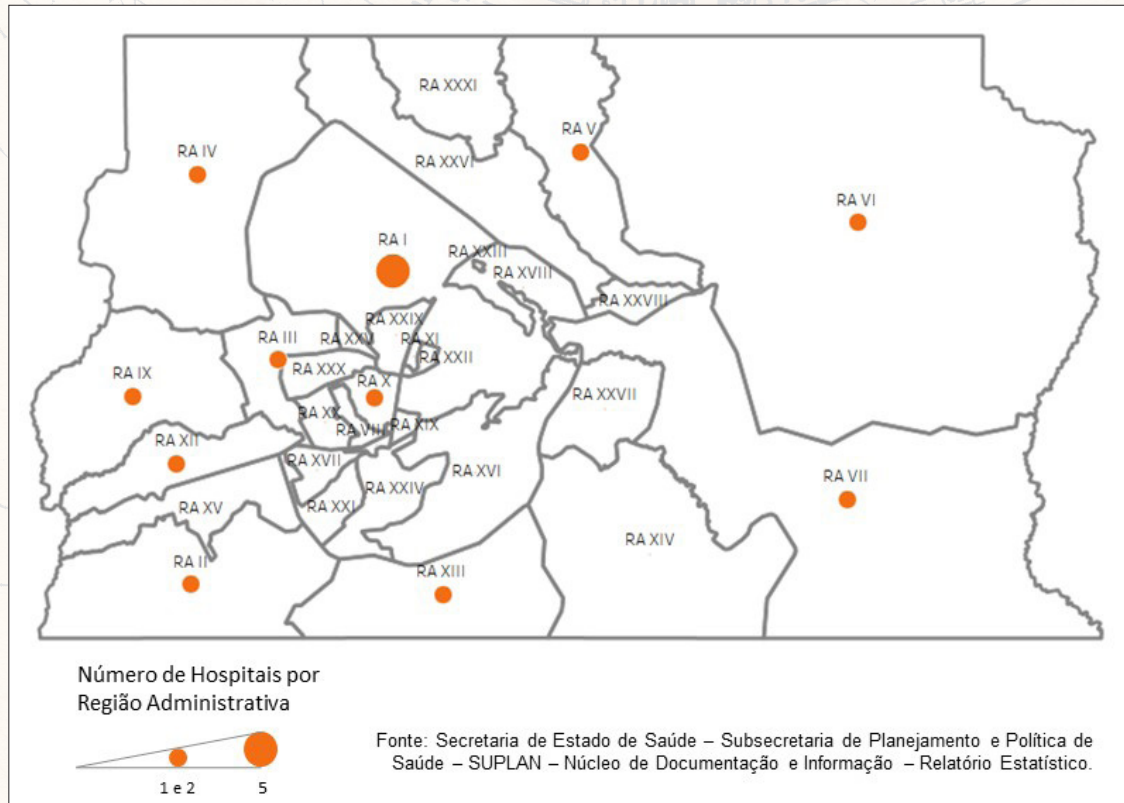 RA XXXI
RA V
RA IV
RA XXVI
RA VI
RA I
RA XXIII
RA XVIII
RA XXVIII
RA XXIX
RA III
RA XXV
RA XI
RA XXII
RA XXX
RA IX
RA X
RA XXVII
RA XX
RA VIII
RA XIX
RA XII
RA XVII
RA XVI
RA VII
RA XXIV
RA XV
RA XXI
RA XIV
RA II
RA XIII
Número de Hospitais por
Região Administrativa
1 e 2
5
Fonte: Secretaria de Estado de Saúde – Subsecretaria de Planejamento e Política de
Saúde – SUPLAN – Núcleo de Documentação e Informação – Relatório Estatístico.